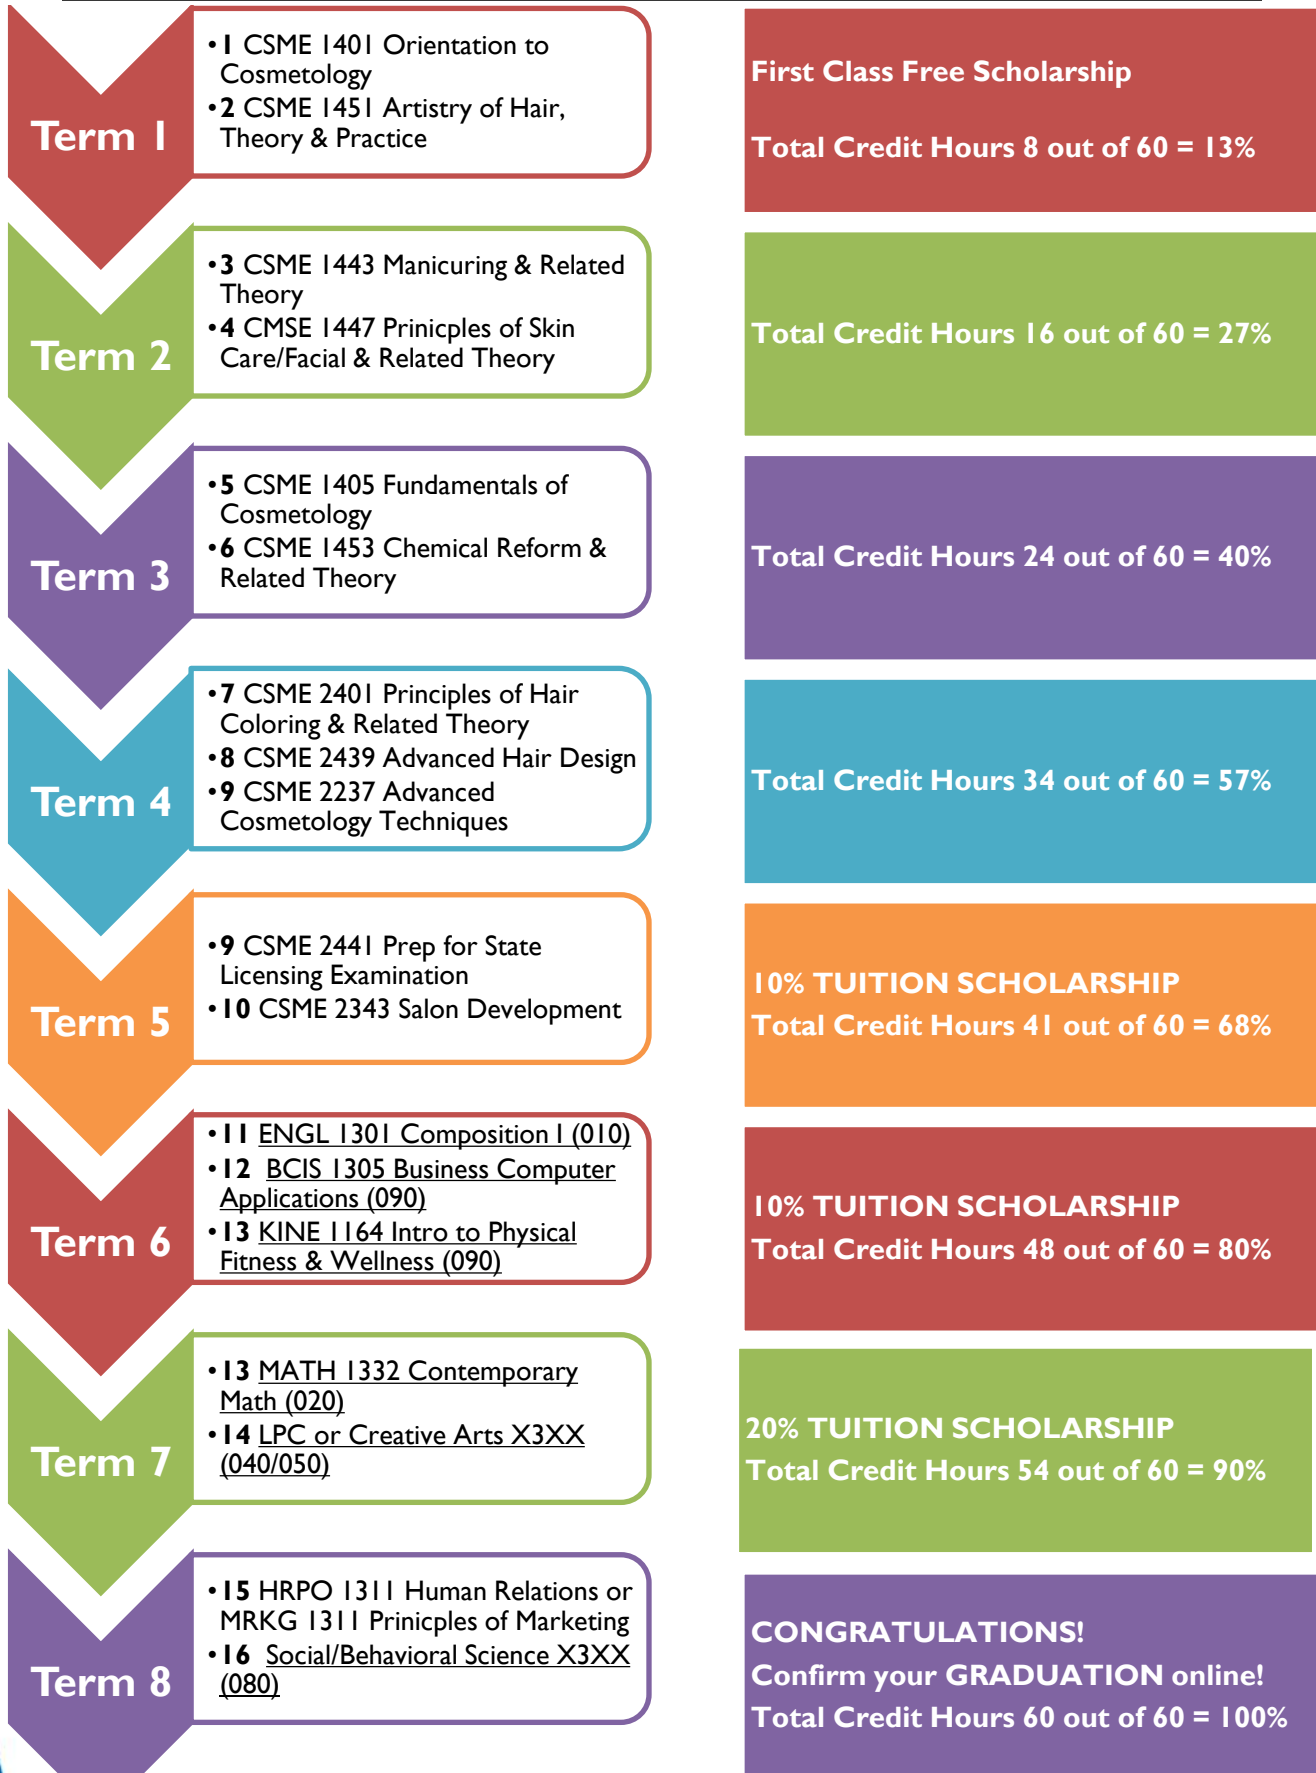 Term 1
•1 CSME 1401 Orientation to
Cosmetology
•2 CSME 1451 Artistry of Hair,
Theory & Practice
First Class Free Scholarship
Total Credit Hours 8 out of 60 = 13%
Term 2
•3 CSME 1443 Manicuring & Related
Theory
•4 CMSE 1447 Prinicples of Skin
Care/Facial & Related Theory
Total Credit Hours 16 out of 60 = 27%
Term 3
•5 CSME 1405 Fundamentals of
Cosmetology
•6 CSME 1453 Chemical Reform &
Related Theory
Total Credit Hours 24 out of 60 = 40%
Term 4
•7 CSME 2401 Principles of Hair
Coloring & Related Theory
•8 CSME 2439 Advanced Hair Design
•9 CSME 2237 Advanced
Cosmetology Techniques
Total Credit Hours 34 out of 60 = 57%
Term 5
•9 CSME 2441 Prep for State
Licensing Examination
•10 CSME 2343 Salon Development
10% TUITION SCHOLARSHIP
Total Credit Hours 41 out of 60 = 68%
Term 6
•11 ENGL 1301 Composition I (010)
•12 BCIS 1305 Business Computer
Applications (090)
•13 KINE 1164 Intro to Physical
Fitness & Wellness (090)
10% TUITION SCHOLARSHIP
Total Credit Hours 48 out of 60 = 80%
Term 7
•13 MATH 1332 Contemporary
Math (020)
•14 LPC or Creative Arts X3XX
(040/050)
20% TUITION SCHOLARSHIP
Total Credit Hours 54 out of 60 = 90%
Term 8
•15 HRPO 1311 Human Relations or
MRKG 1311 Prinicples of Marketing
•16 Social/Behavioral Science X3XX
(080)
CONGRATULATIONS!
Confirm your GRADUATION online!
Total Credit Hours 60 out of 60 = 100%